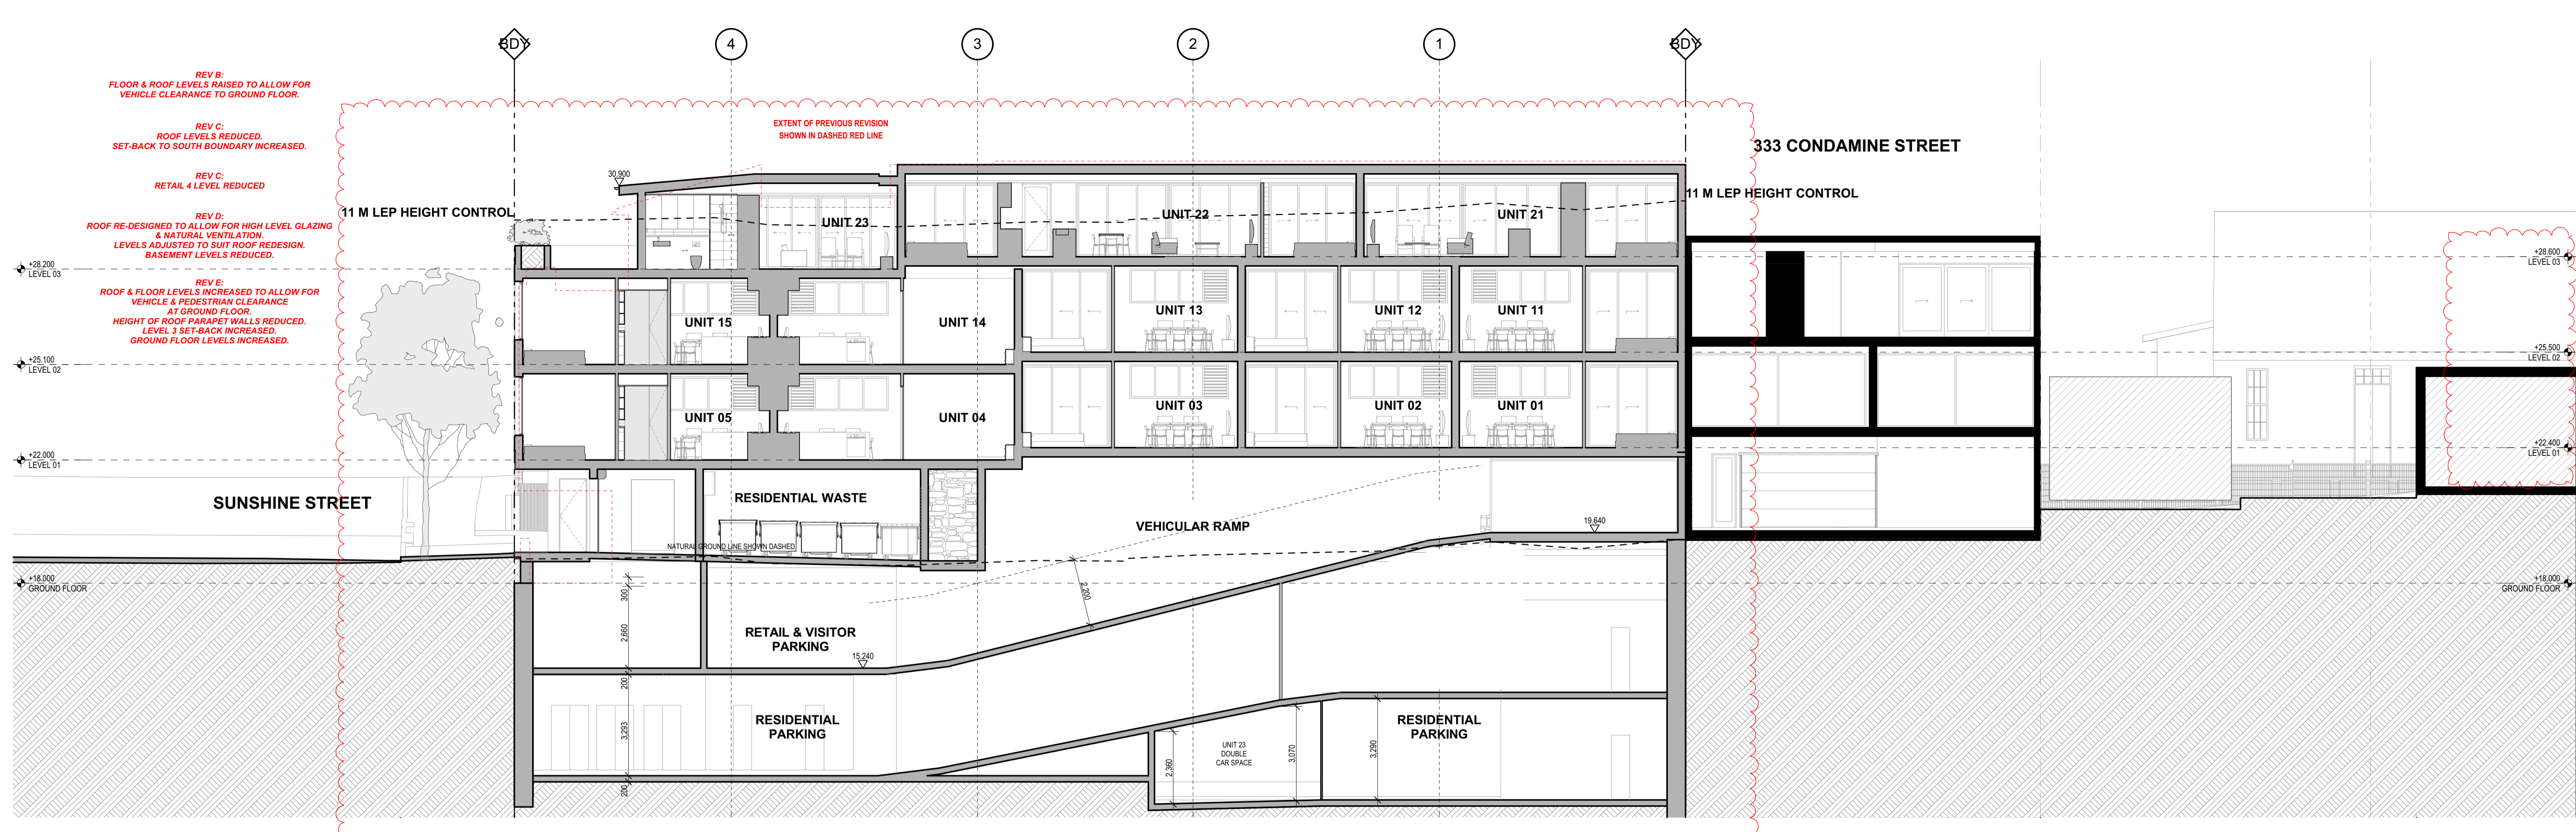 BDY
4
3
2
1
BDY
REV B:
FLOOR & ROOF LEVELS RAISED TO ALLOW FOR
VEHICLE CLEARANCE TO GROUND FLOOR.
REV C:
ROOF LEVELS REDUCED.
SET-BACK TO SOUTH BOUNDARY INCREASED.
REV C:
RETAIL 4 LEVEL REDUCED
REV D:
ROOF RE-DESIGNED TO ALLOW FOR HIGH LEVEL GLAZING
& NATURAL VENTILATION.
LEVELS ADJUSTED TO SUIT ROOF REDESIGN.
BASEMENT LEVELS REDUCED.
REV E:
ROOF & FLOOR LEVELS INCREASED TO ALLOW FOR
VEHICLE & PEDESTRIAN CLEARANCE
AT GROUND FLOOR.
HEIGHT OF ROOF PARAPET WALLS REDUCED.
LEVEL 3 SET-BACK INCREASED.
GROUND FLOOR LEVELS INCREASED.
EXTENT OF PREVIOUS REVISION
SHOWN IN DASHED RED LINE
333 CONDAMINE STREET
30.900
11 M LEP HEIGHT CONTROL
11 M LEP HEIGHT CONTROL
UNIT 23
UNIT 22
UNIT 21
+28.200
LEVEL 03
+28.600
LEVEL 03
UNIT 15
UNIT 14
UNIT 13
UNIT 12
UNIT 11
+25.100
LEVEL 02
+25.500
LEVEL 02
UNIT 05
UNIT 04
UNIT 03
UNIT 02
UNIT 01
+22.000
LEVEL 01
+22.400
LEVEL 01
SUNSHINE STREET
RESIDENTIAL WASTE
VEHICULAR RAMP
19.640
NATURAL GROUND LINE SHOWN DASHED
+18.000
GROUND FLOOR
+18.000
GROUND FLOOR
300
2,200
2,660
RETAIL & VISITOR
PARKING
15.240
200
3,293
RESIDENTIAL
PARKING
RESIDENTIAL
PARKING
UNIT 23
DOUBLE
CAR SPACE
2,360
3,070
3,290
200